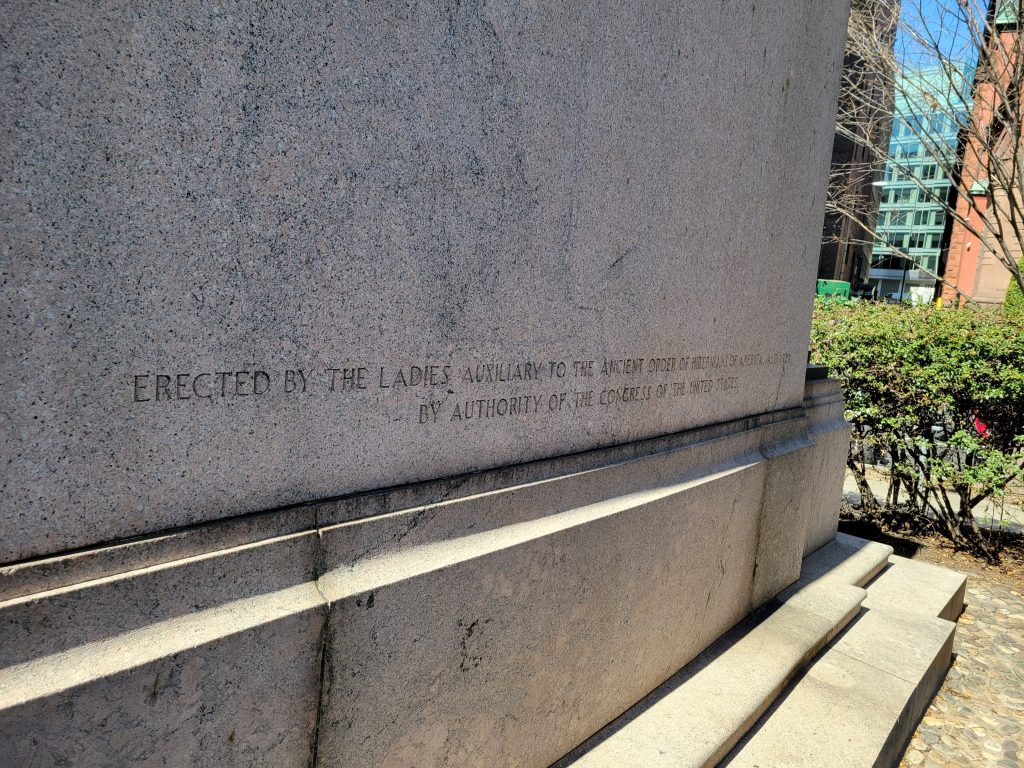 ERECTED BY THE LADIES AUXILIARY TO THE ANCIENT ORDER OF HIBERNIANS OF AMERICA, A.D.
BY AUTHORITY OF THE CONGRESS OF THE UNITED STATES.